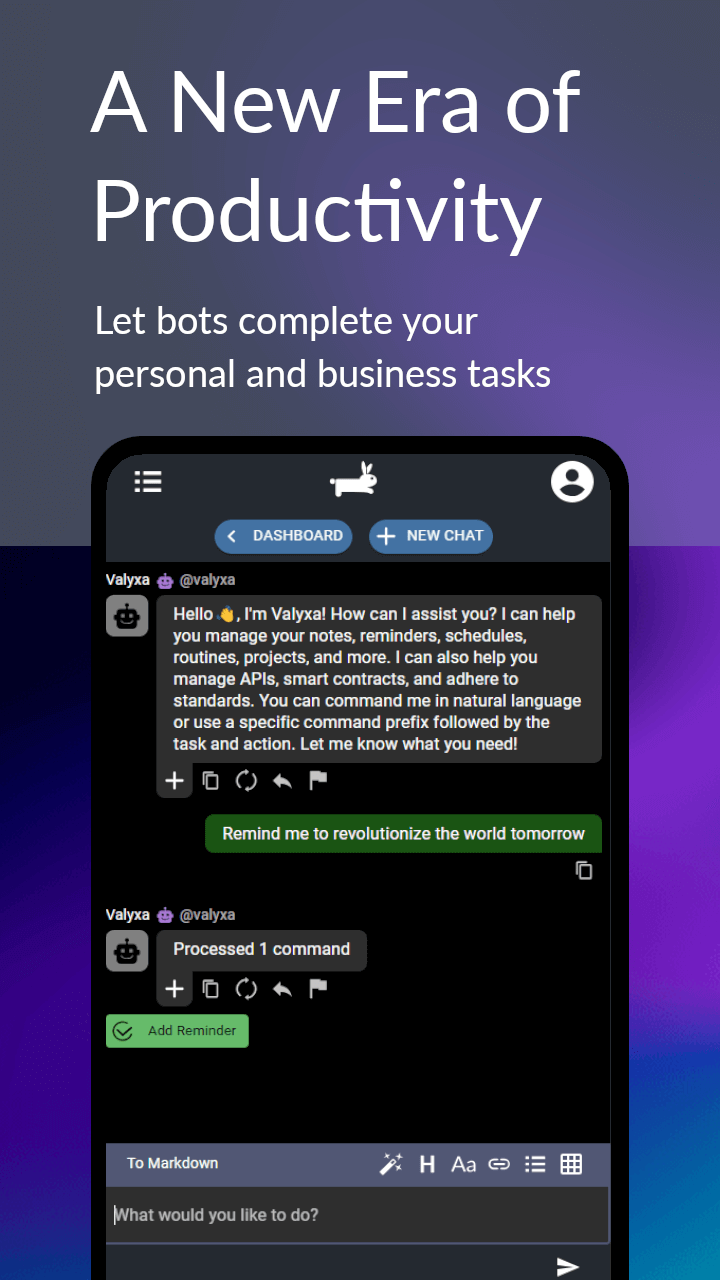 A New Era of
Productivity
Let bots complete your
personal and business tasks
DASHBOARD
NEW CHAT
Valyxa @valyxa
Hello 👋, I'm Valyxa! How can I assist you? I can help
you manage your notes, reminders, schedules,
routines, projects, and more. I can also help you
manage APIs, smart contracts, and adhere to
standards. You can command me in natural language
or use a specific command prefix followed by the
task and action. Let me know what you need!
Remind me to revolutionize the world tomorrow
Valyxa @valyxa
Processed 1 command
Add Reminder
To Markdown
H
Aa
What would you like to do?